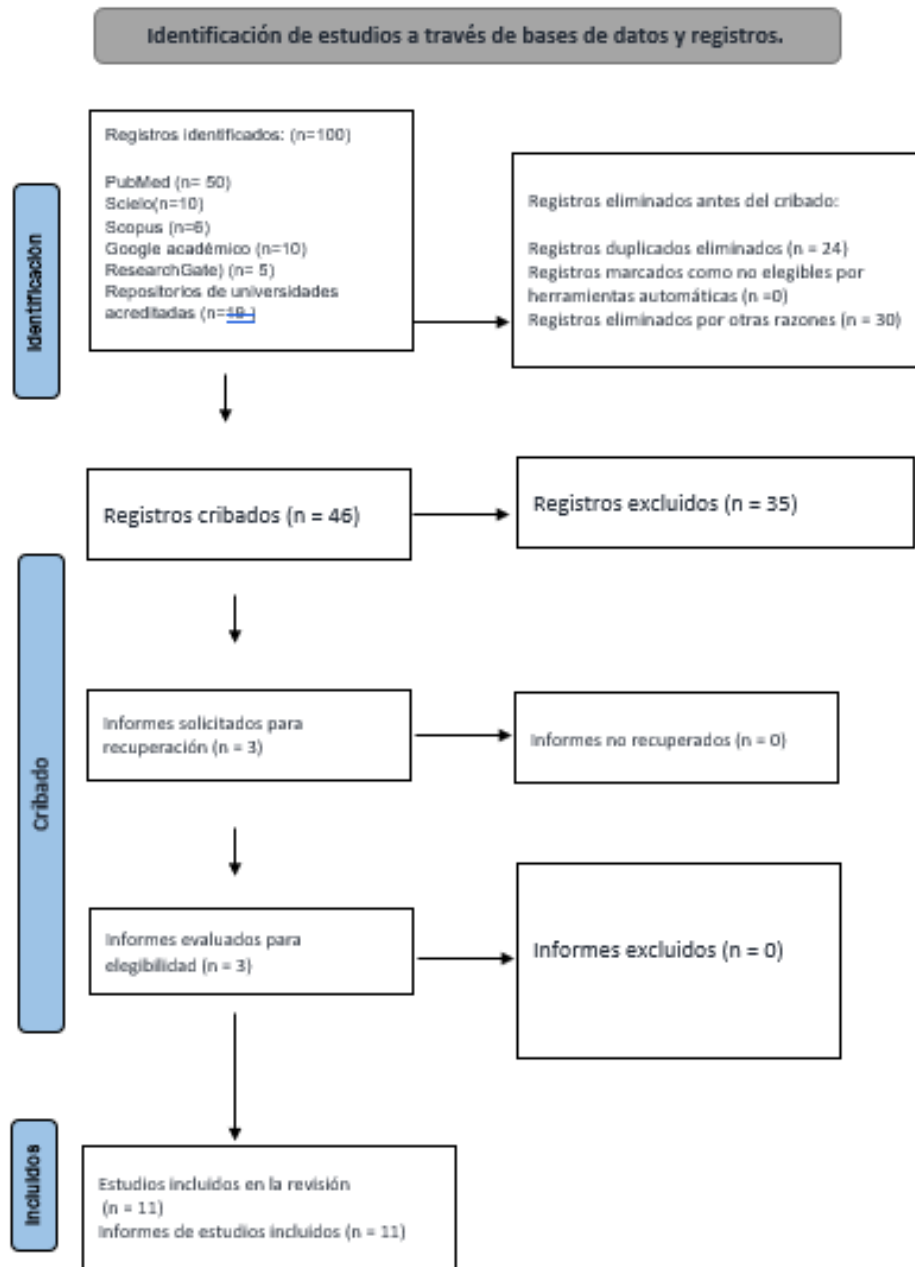 Identificación de estudios a través de bases de datos y registros.
Identificación
Registros identificados: (n=100)
PubMed (n= 50)
Scielo(n=10)
Scopus (n=6)
Google académico (n=10)
ResearchGate) (n= 5)
Repositorios de universidades
acreditadas (n=19 )
Registros eliminados antes del cribado:
Registros duplicados eliminados (n = 24)
Registros marcados como no elegibles por
herramientas automáticas (n =0)
Registros eliminados por otras razones (n = 30)
Registros cribados (n = 46)
Registros excluidos (n = 35)
Cribado
Informes solicitados para
recuperación (n = 3)
Informes no recuperados (n = 0)
Informes evaluados para
elegibilidad (n = 3)
Informes excluidos (n = 0)
Incluidos
Estudios incluidos en la revisión
(n = 11)
Informes de estudios incluidos (n = 11)